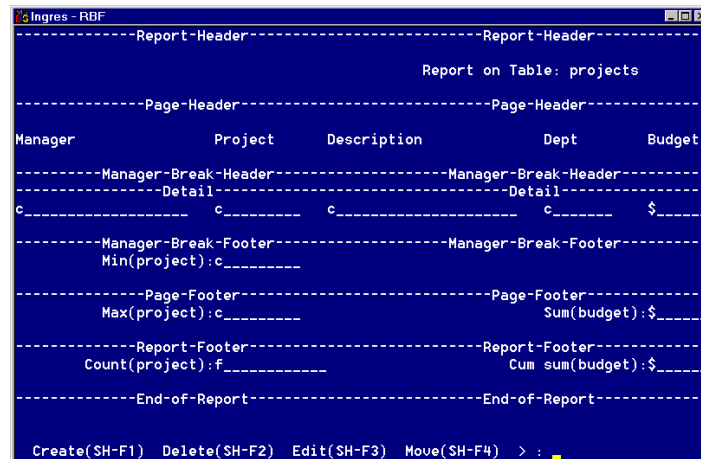 Ingres - RBF
---------------Report-Header-----------------------------Report-Header------------
Report on Table: projects
---------------Page-Header-----------------------------Page-Header------------
Manager Project Description Dept Budget
----------Manager-Break-Header--------------------Manager-Break-Header---------
-----------------Detail----------------------------------Detail----------------
c___________________ c_________ c_____________________ c_______ $_____
----------Manager-Break-Footer--------------------Manager-Break-Footer---------
Min(project):c_________
---------------Page-Footer-----------------------------Page-Footer------------
Max(project):c_________ Sum(budget):$_____
--------------Report-Footer----------------------------Report-Footer------------
Count(project):f____________ Cum sum(budget):$_____
--------------End-of-Report---------------------------End-of-Report------------
Create(SH-F1) Delete(SH-F2) Edit(SH-F3) Move(SH-F4) > : _